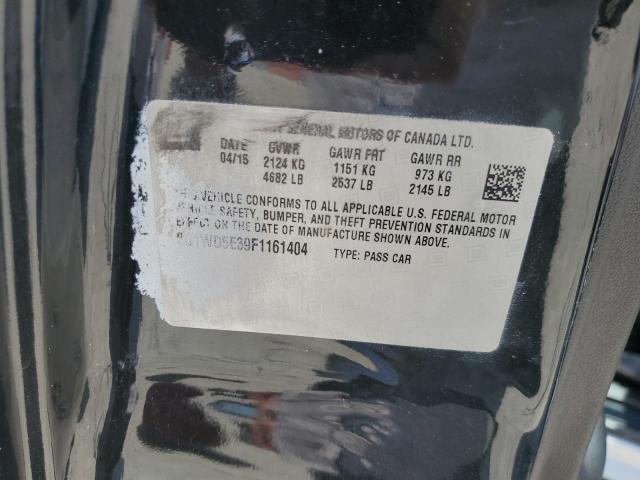 GENERAL MOTORS OF CANADA LTD.
DATE GVWR GAWR FRT GAWR RR
04/15 2124 KG 1151 KG 973 KG
4682 LB 2537 LB 2145 LB
THIS VEHICLE CONFORMS TO ALL APPLICABLE U.S. FEDERAL MOTOR
VEHICLE SAFETY, BUMPER, AND THEFT PREVENTION STANDARDS IN
EFFECT ON THE DATE OF MANUFACTURE SHOWN ABOVE.
TYPE: PASS CAR